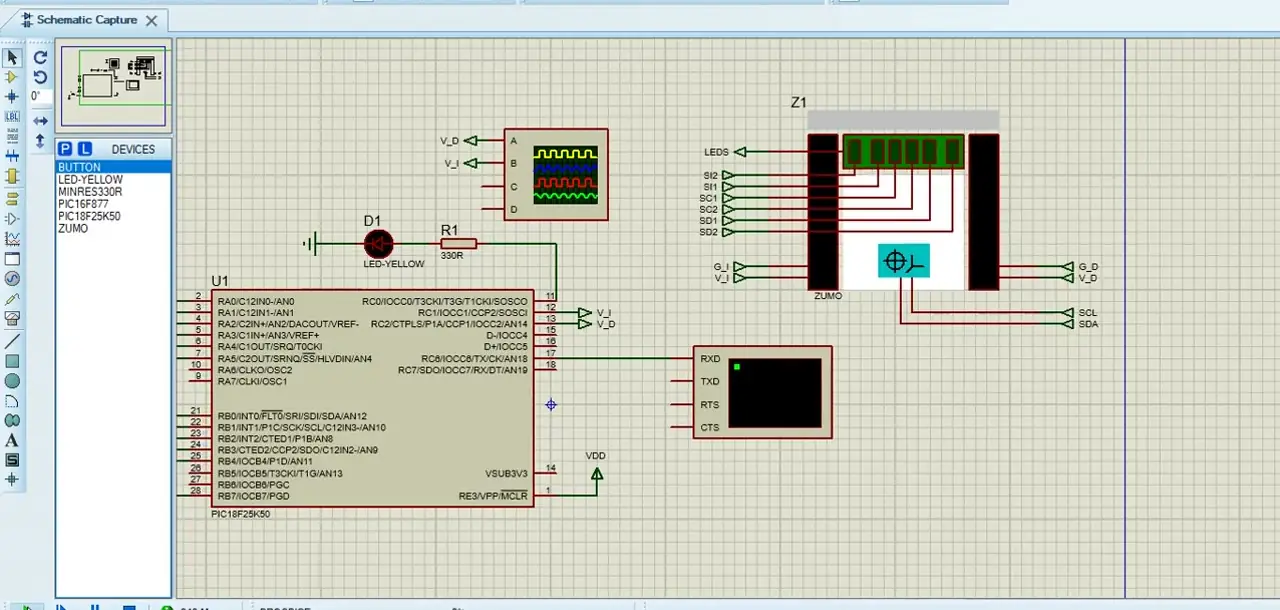 Schematic Capture
0°
LBL
P L DEVICES
BUTTON
LED-YELLOW
MINRES330R
PIC16F877
PIC18F25K50
ZUMO
A
S
V_D A
V_I B
C
D
D1
LED-YELLOW
R1
330R
U1
2 RA0/C12IN0-/AN0
3 RA1/C12IN1-/AN1
4 RA2/C2IN+/AN2/DACOUT/VREF-
5 RA3/C1IN+/AN3/VREF+
6 RA4/C1OUT/SRQ/T0CKI
7 RA5/C2OUT/SRNQ/SS/HLVDIN/AN4
10 RA6/CLKO/OSC2
9 RA7/CLKI/OSC1
21 RB0/INT0/FLT0/SRI/SDI/SDA/AN12
22 RB1/INT1/P1C/SCK/SCL/C12IN3-/AN10
23 RB2/INT2/CTED1/P1B/AN8
24 RB3/CTED2/CCP2/SDO/C12IN2-/AN9
25 RB4/IOCB4/P1D/AN11
26 RB5/IOCB5/T3CKI/T1G/AN13
27 RB6/IOCB6/PGC
28 RB7/IOCB7/PGD
RC0/IOCC0/T3CKI/T3G/T1CKI/SOSCO 11
RC1/IOCC1/CCP2/SOSCI 12 V_I
RC2/CTPLS/P1A/CCP1/IOCC2/AN14 13 V_D
D-/IOCC4 15
D+/IOCC5 16
RC6/IOCC6/TX/CK/AN18 17
RC7/SDO/IOCC7/RX/DT/AN19 18
VSUB3V3 14
RE3/VPP/MCLR 1
VDD
PIC18F25K50
RXD
TXD
RTS
CTS
Z1
LEDS
SI2
SI1
SC1
SC2
SD1
SD2
G_I
V_I
ZUMO
G_D
V_D
SCL
SDA